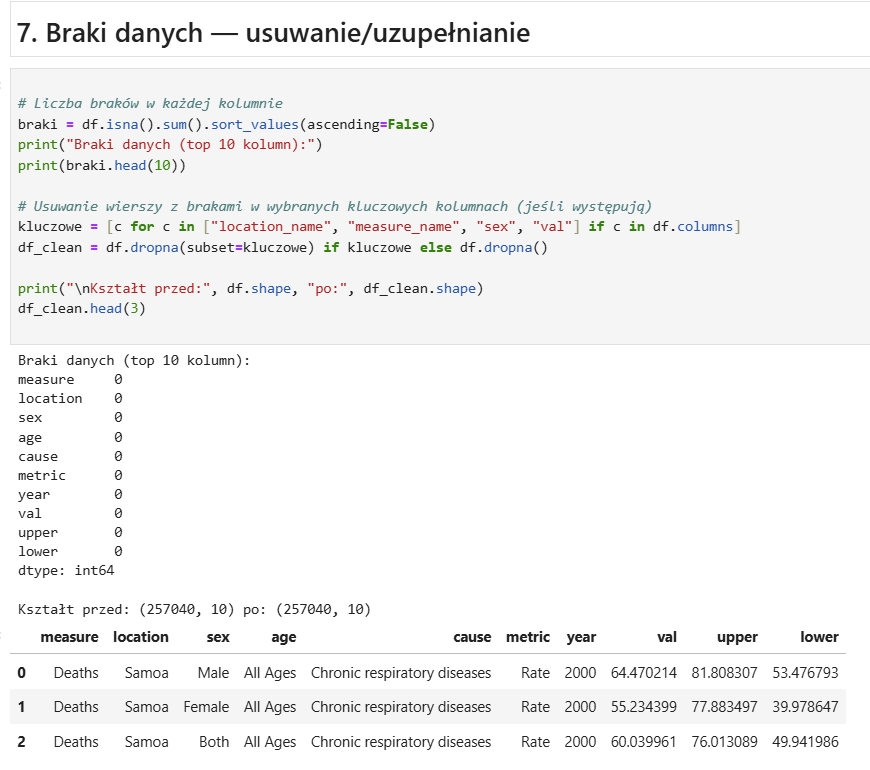 7. Braki danych — usuwanie/uzupełnianie
# Liczba braków w każdej kolumnie
braki = df.isna().sum().sort_values(ascending=False)
print("Braki danych (top 10 kolumn):")
print(braki.head(10))
# Usuwanie wierszy z brakami w wybranych kluczowych kolumnach (jeśli występują)
kluczowe = [c for c in ["location_name", "measure_name", "sex", "val"] if c in df.columns]
df_clean = df.dropna(subset=kluczowe) if kluczowe else df.dropna()
print("\nKształt przed:", df.shape, "po:", df_clean.shape)
df_clean.head(3)
Braki danych (top 10 kolumn):
measure 0
location 0
sex 0
age 0
cause 0
metric 0
year 0
val 0
upper 0
lower 0
dtype: int64
Kształt przed: (257040, 10) po: (257040, 10)
measure location sex age cause metric year val upper lower
0 Deaths Samoa Male All Ages Chronic respiratory diseases Rate 2000 64.470214 81.808307 53.476793
1 Deaths Samoa Female All Ages Chronic respiratory diseases Rate 2000 55.234399 77.883497 39.978647
2 Deaths Samoa Both All Ages Chronic respiratory diseases Rate 2000 60.039961 76.013089 49.941986